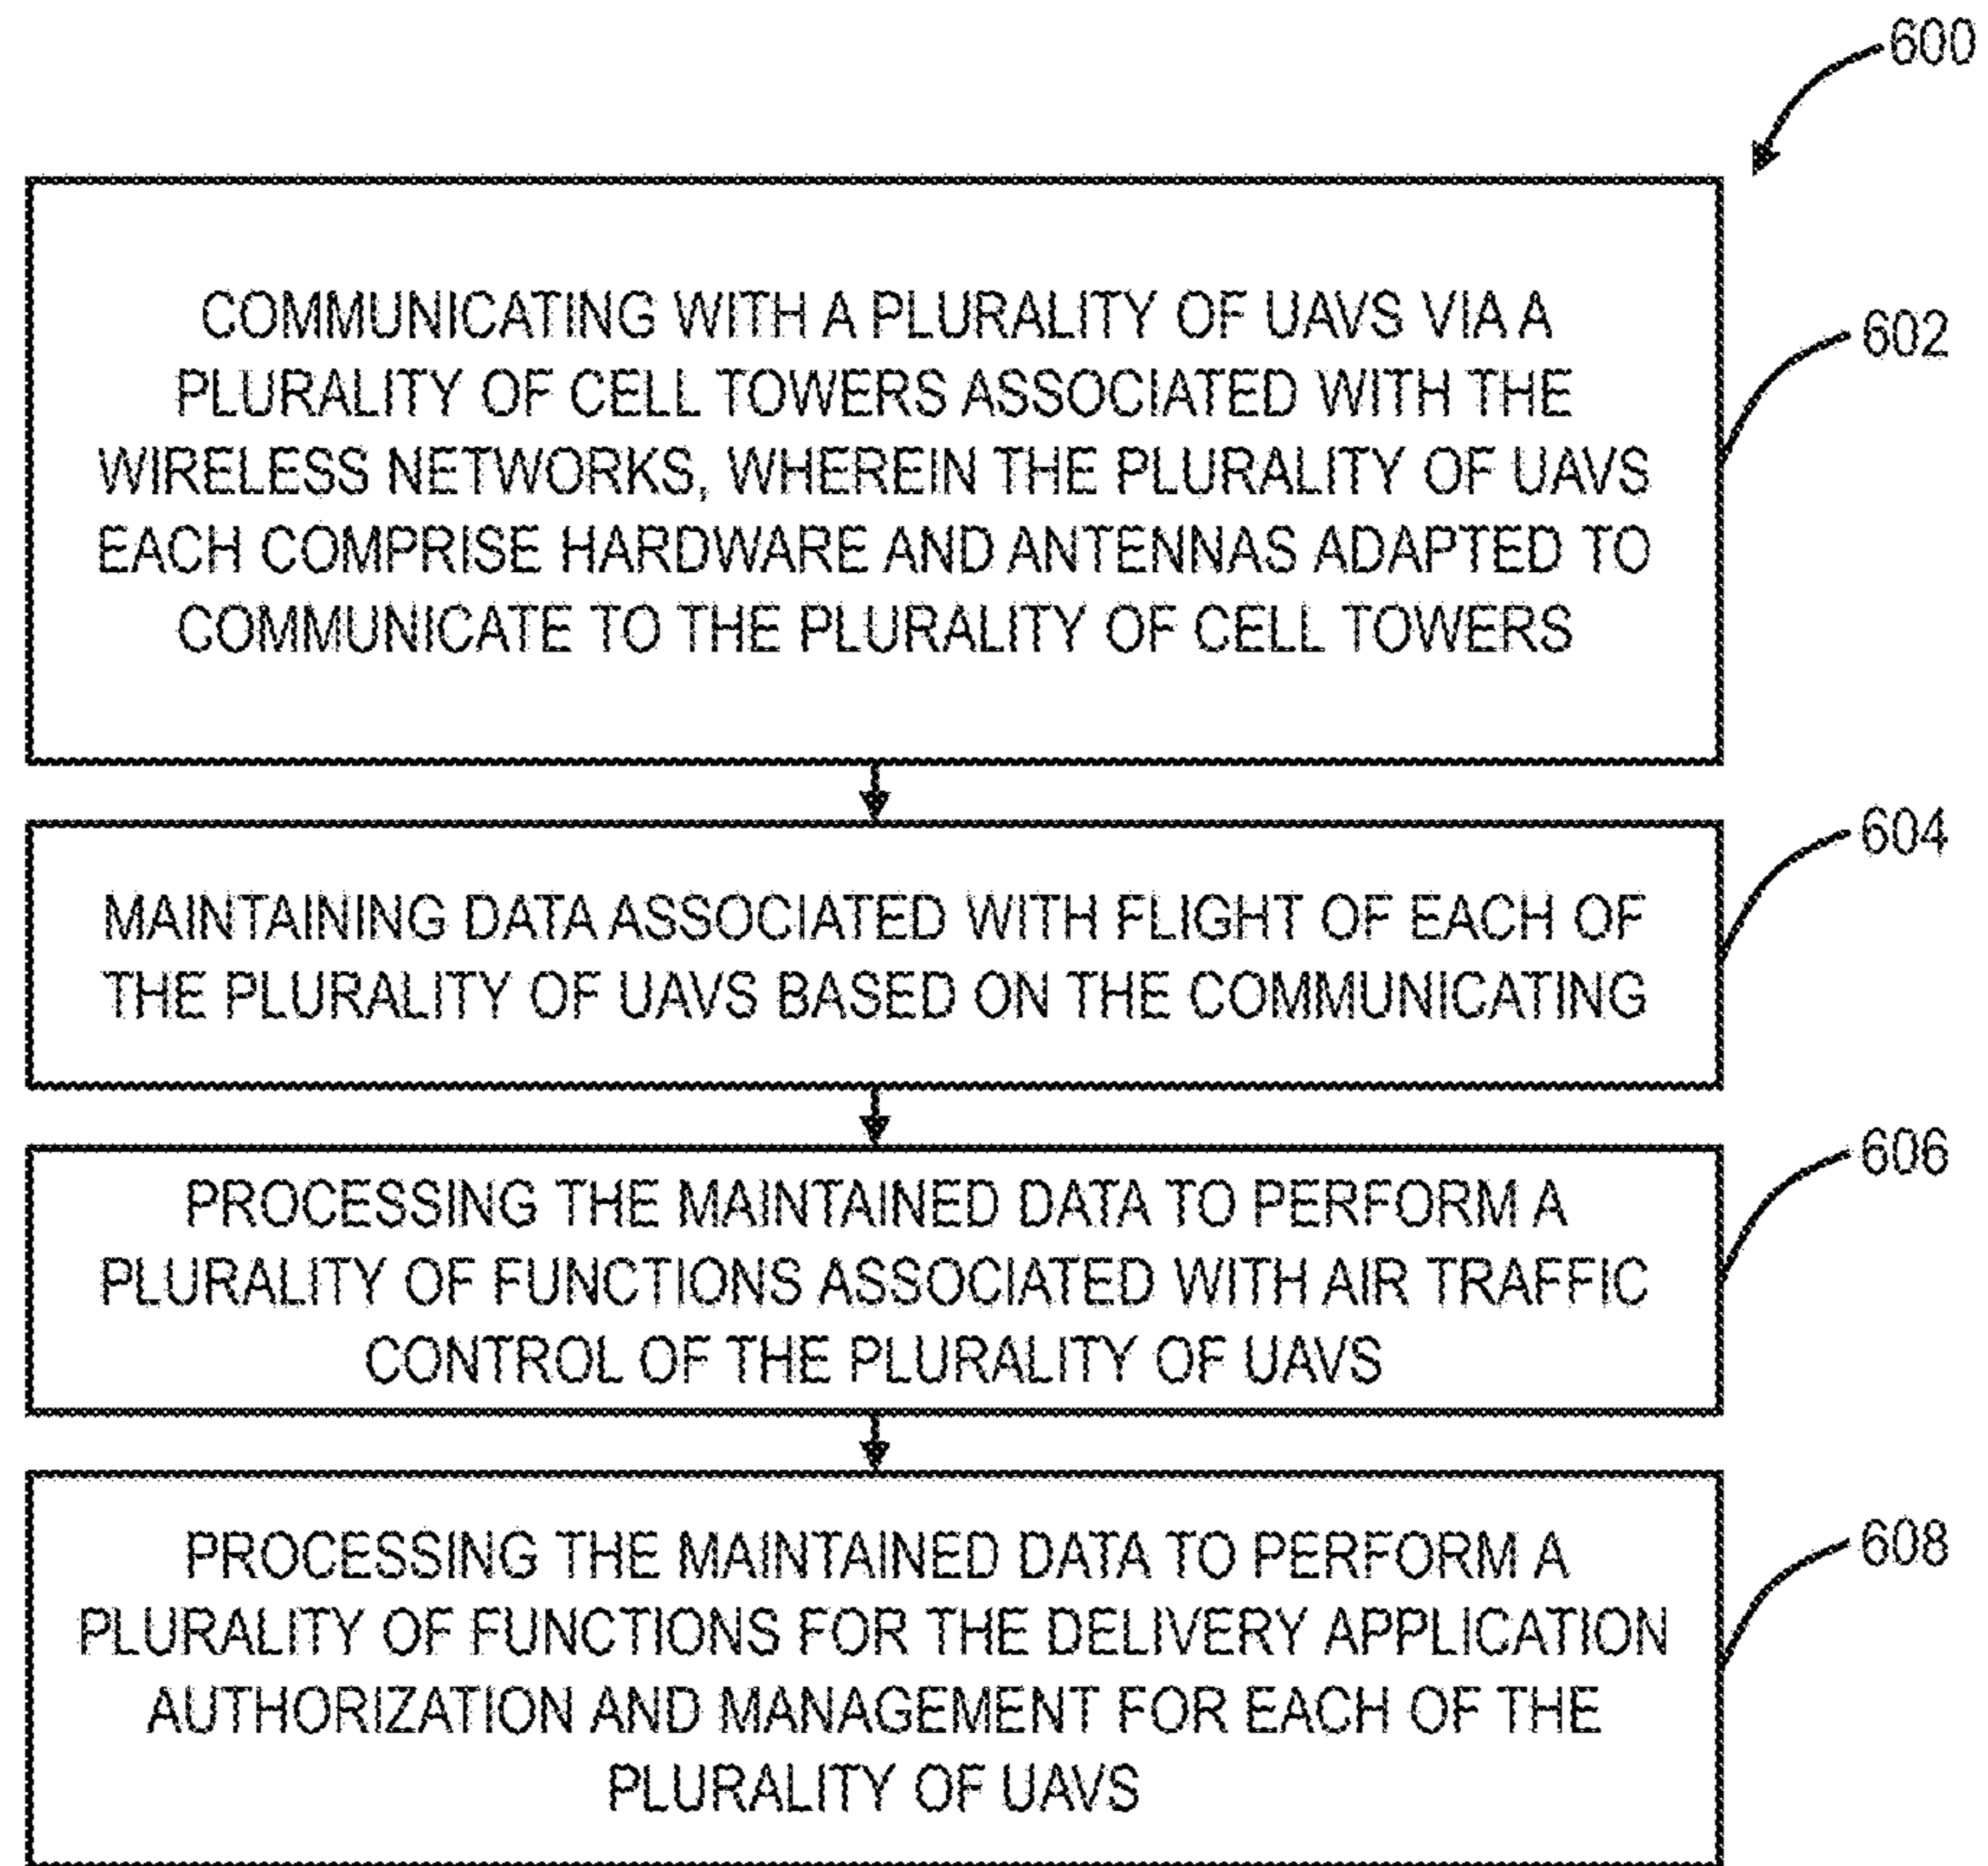 600
COMMUNICATING WITH A PLURALITY OF UAVS VIA A
PLURALITY OF CELL TOWERS ASSOCIATED WITH THE
WIRELESS NETWORKS, WHEREIN THE PLURALITY OF UAVS
EACH COMPRISE HARDWARE AND ANTENNAS ADAPTED TO
COMMUNICATE TO THE PLURALITY OF CELL TOWERS
602
MAINTAINING DATA ASSOCIATED WITH FLIGHT OF EACH OF
THE PLURALITY OF UAVS BASED ON THE COMMUNICATING
604
PROCESSING THE MAINTAINED DATA TO PERFORM A
PLURALITY OF FUNCTIONS ASSOCIATED WITH AIR TRAFFIC
CONTROL OF THE PLURALITY OF UAVS
606
PROCESSING THE MAINTAINED DATA TO PERFORM A
PLURALITY OF FUNCTIONS FOR THE DELIVERY APPLICATION
AUTHORIZATION AND MANAGEMENT FOR EACH OF THE
PLURALITY OF UAVS
608